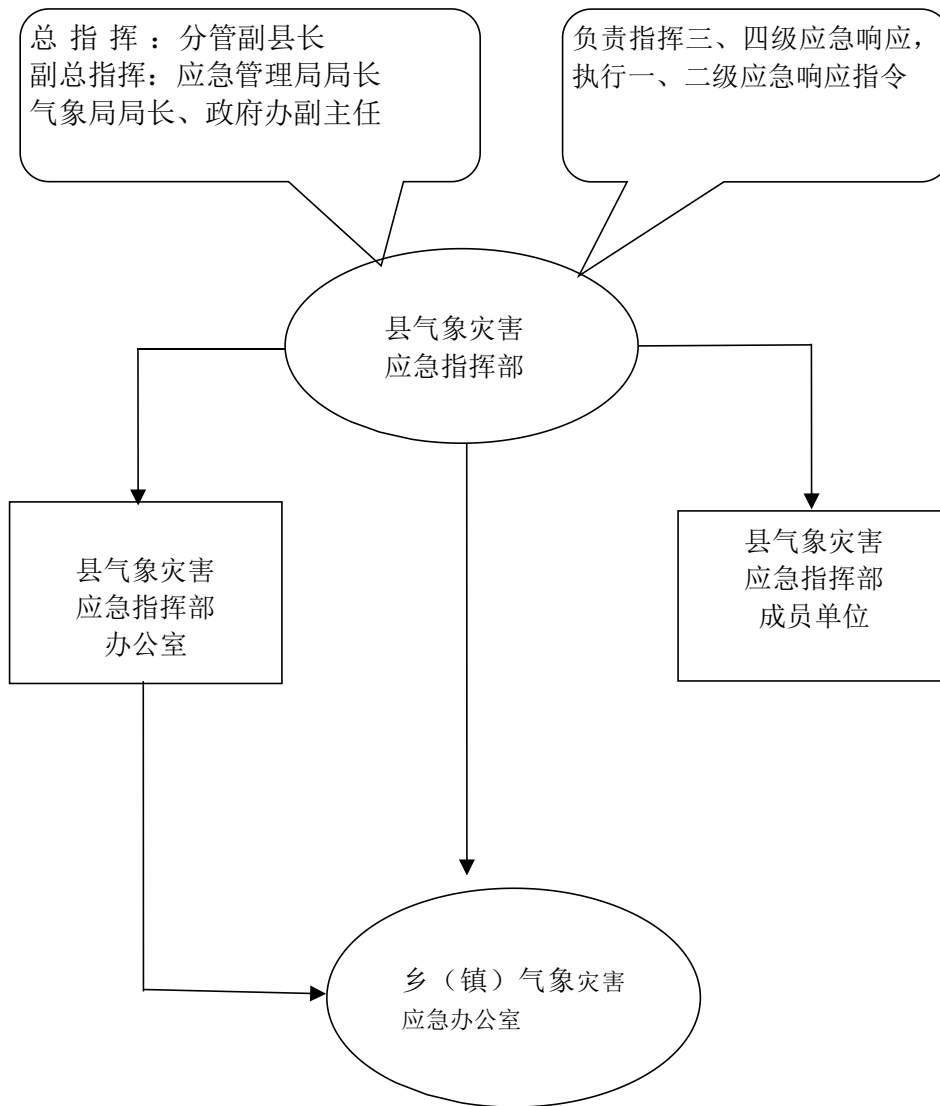 总 指 挥 ：分管副县长
副总指挥：应急管理局局长
气象局局长、政府办副主任
负责指挥三、四级应急响应，
执行一、二级应急响应指令
县气象灾害
应急指挥部
县气象灾害
应急指挥部
办公室
县气象灾害
应急指挥部
成员单位
乡（镇）气象灾害
应急办公室